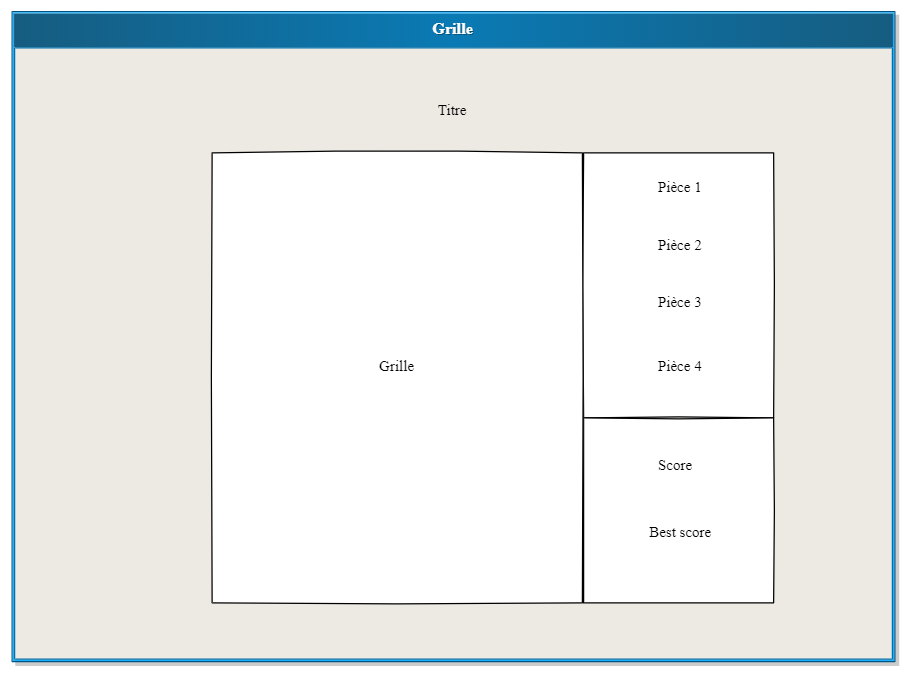 Grille
Titre
Grille
Pièce 1
Pièce 2
Pièce 3
Pièce 4
Score
Best score